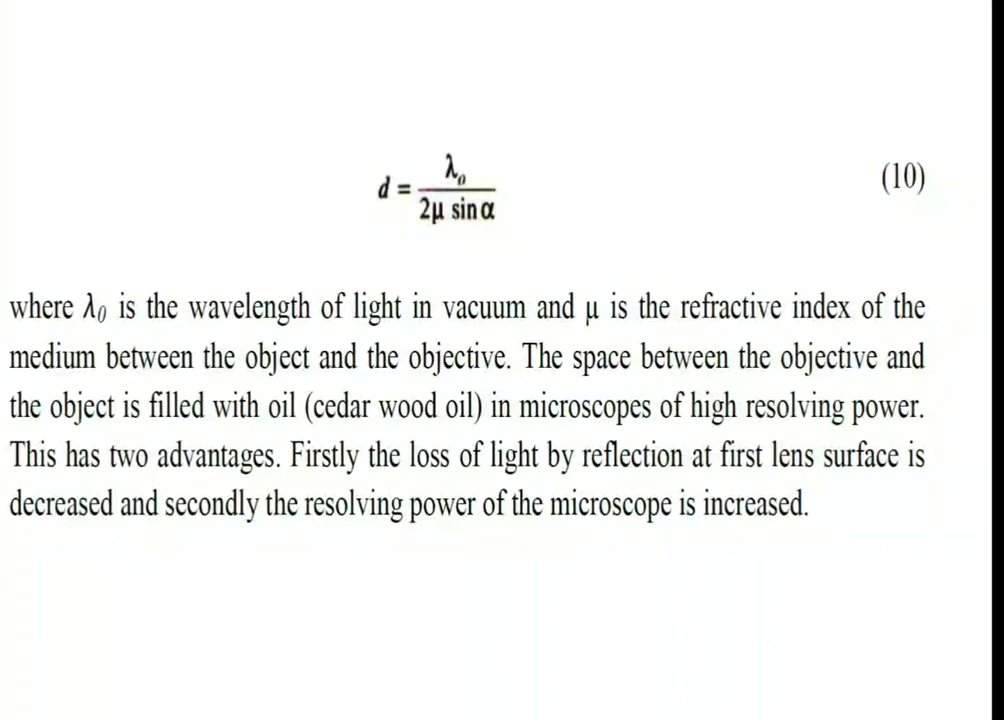 d = λ₀ / 2μ sin α (10)
where λ₀ is the wavelength of light in vacuum and μ is the refractive index of the
medium between the object and the objective. The space between the objective and
the object is filled with oil (cedar wood oil) in microscopes of high resolving power.
This has two advantages. Firstly the loss of light by reflection at first lens surface is
decreased and secondly the resolving power of the microscope is increased.